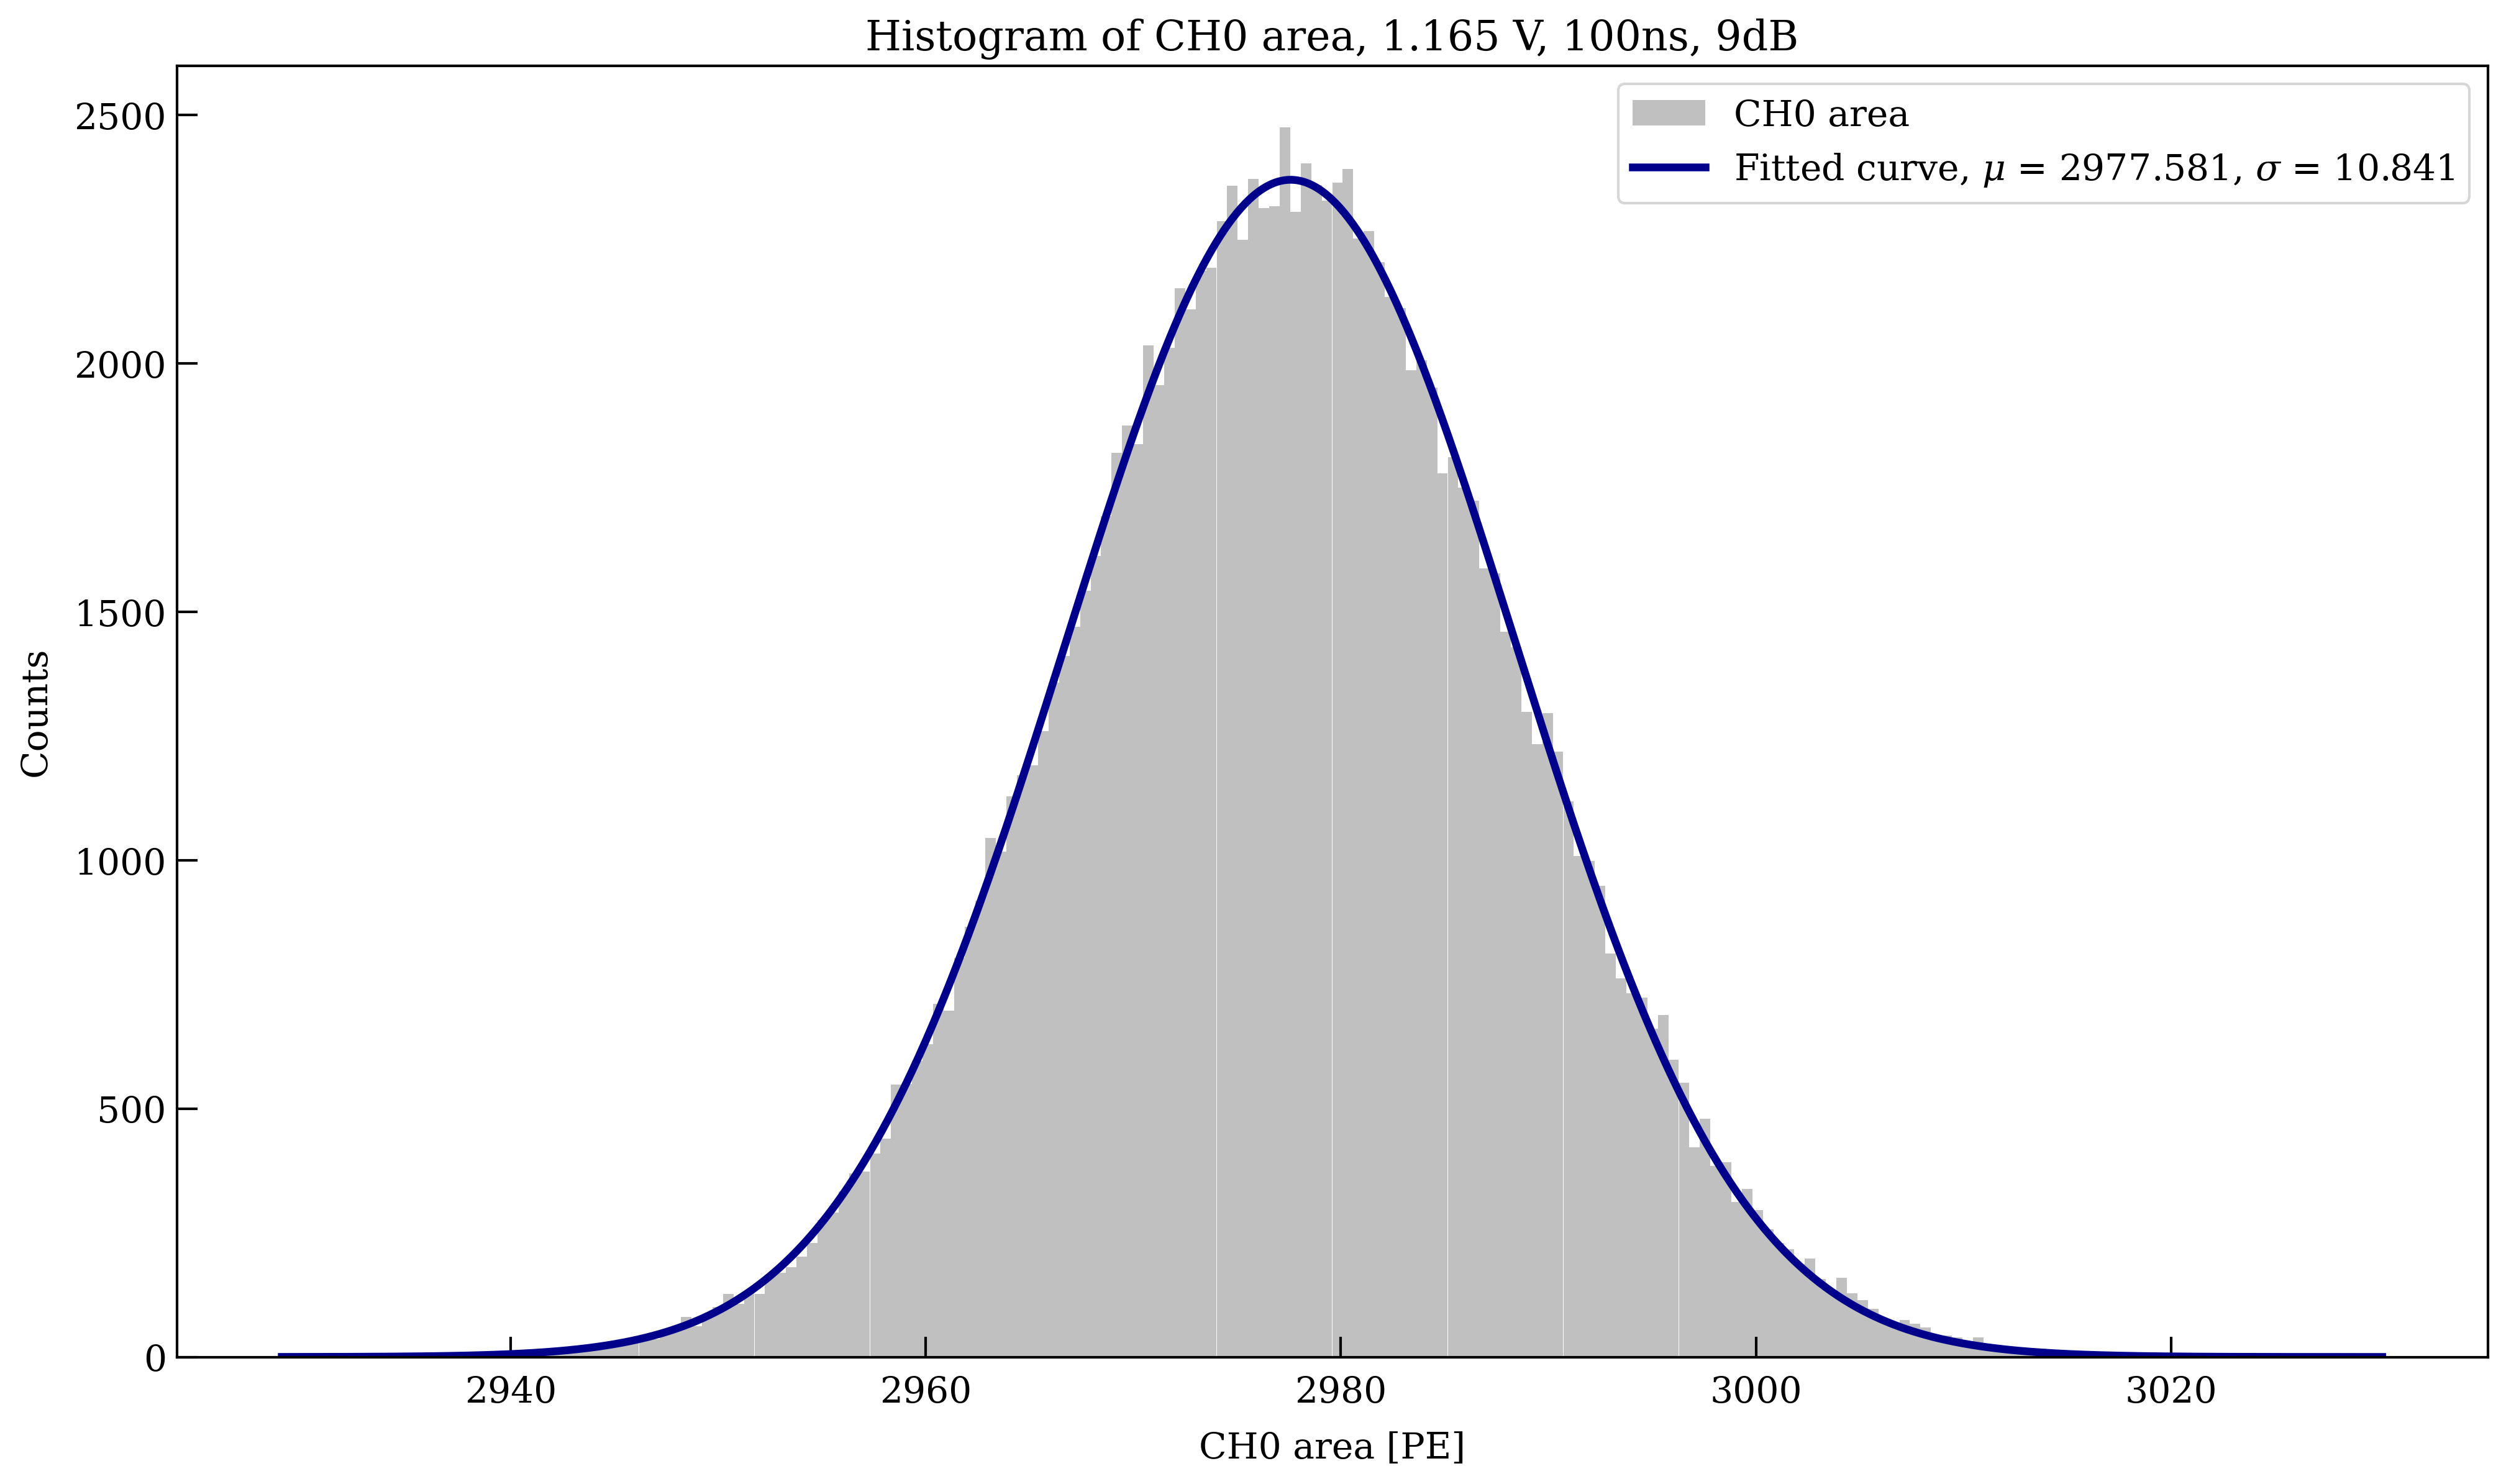 Histogram of CH0 area, 1.165 V, 100ns, 9dB
CH0 area
Fitted curve, μ = 2977.581, σ = 10.841
2500
2000
1500
1000
500
0
Counts
2940
2960
2980
3000
3020
CH0 area [PE]